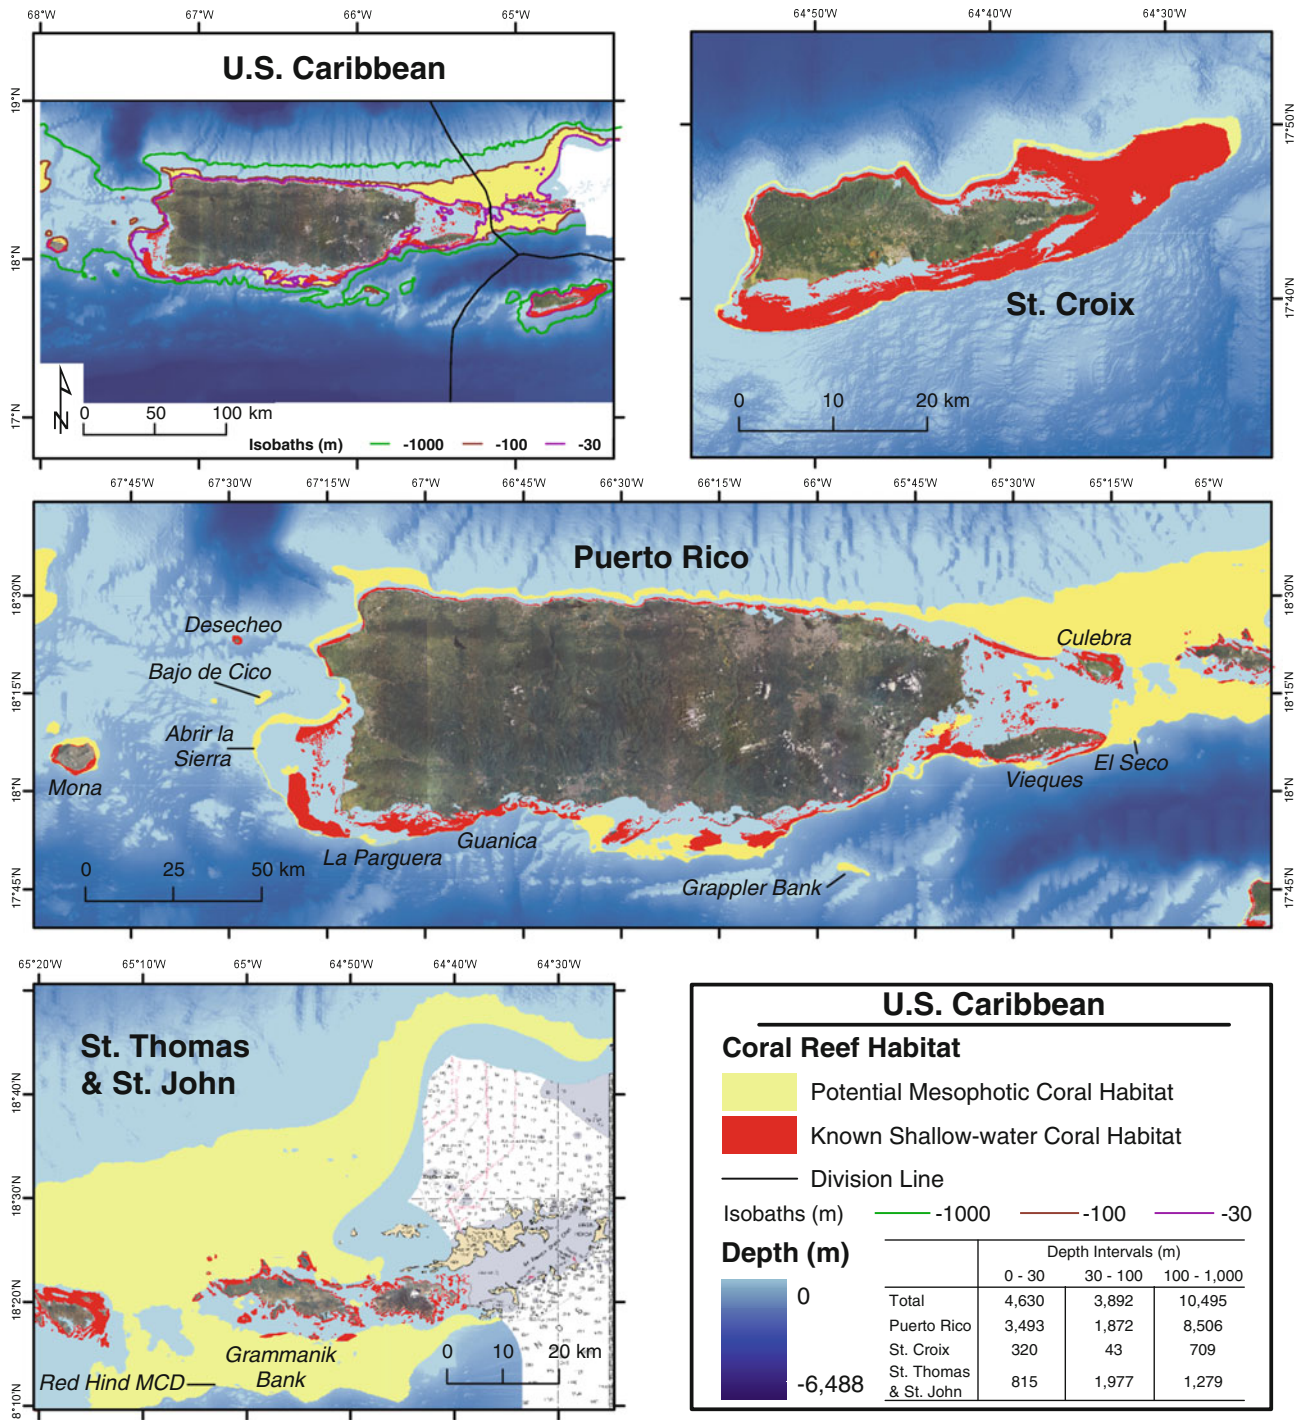 68°W 67°W 66°W 65°W
U.S. Caribbean
19°N
18°N
17°N
N
0 50 100 km
Isobaths (m) -1000 -100 -30
64°50'W 64°40'W 64°30'W
17°50'N
17°40'N
St. Croix
0 10 20 km
67°45'W 67°30'W 67°15'W 67°W 66°45'W 66°30'W 66°15'W 66°W 65°45'W 65°30'W 65°15'W 65°W
Puerto Rico
18°30'N 18°30'N
18°15'N 18°15'N
18°N 18°N
17°45'N 17°45'N
Desecheo
Bajo de Cico
Abrir la
Sierra
Mona
Culebra
El Seco
Vieques
Guanica
La Parguera
Grappler Bank
0 25 50 km
65°20'W 65°10'W 65°W 64°50'W 64°40'W 64°30'W
St. Thomas
& St. John
18°40'N
18°30'N
18°20'N
8°10'N
Grammanik
Bank
Red Hind MCD
0 10 20 km
U.S. Caribbean
Coral Reef Habitat
Potential Mesophotic Coral Habitat
Known Shallow-water Coral Habitat
Division Line
Isobaths (m) -1000 -100 -30
Depth (m)
0
-6,488
Depth Intervals (m)
0 - 30 30 - 100 100 - 1,000
Total 4,630 3,892 10,495
Puerto Rico 3,493 1,872 8,506
St. Croix 320 43 709
St. Thomas
& St. John 815 1,977 1,279